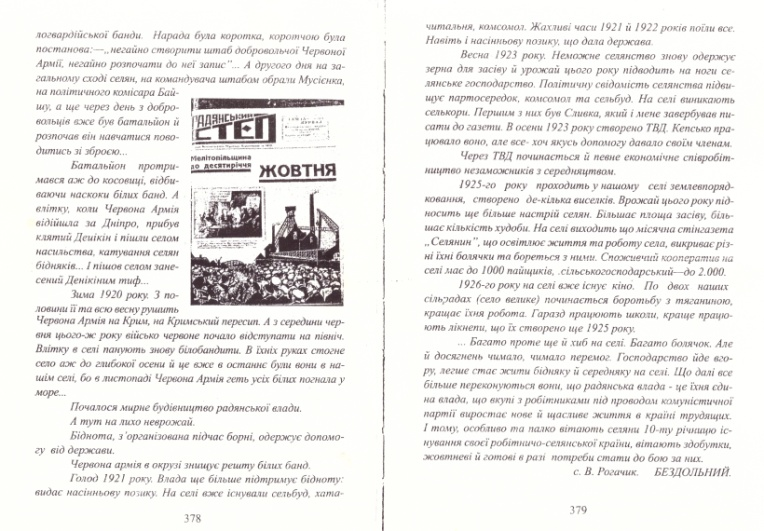 логвардійської банди. Нарада була коротка, коротчою була
постанова:—„негайно створити штаб добровольчої Червоної
Армії, негайно розпочати до неї запис"... А другого дня на за-
гальному сході селян, на командувача штабом обрали Мусієнка,
на політичного комісара Бай-
шу, а ще через день з добро-
вольців вже був батальйон й
розпочав він навчатися пово-
дитись зі зброєю...
Батальйон протри-
мався аж до косовиці, відби-
ваючи наскоки білих банд. А
влітку, коли Червона Армія
відійшла за Дніпро, прибув
клятий Денікін і пішли селом
насильства, катування селян
бідняків... І пішов селом зане-
сений Денікіним тиф...
Зима 1920 року. З по-
ловини її та всю весну рушить
Червона Армія на Крим, на Кримський пересип. А з середини чер-
вня цього-ж року військо червоне почало відступати на північ.
Влітку в селі панують знову білобандити. В їхніх руках стогне
село аж до глибокої осени й це вже в останнє були вони в на-
шім селі, бо в листопаді Червона Армія геть усіх білих погнала у
море...
Почалося мирне будівництво радянської влади.
А тут на лихо неврожай.
Біднота, з'організована підчас борні, одержує допомо-
гу від держави.
Червона армія в окрузі знищує решту білих банд.
Голод 1921 року. Влада ще більше підтримує бідноту:
видає насінньову позику. На селі вже існували сельбуд, хата-
РАДЯНСЬКИЙ
СТЕП
Мелітопільщина
до десятиріччя
ЖОВТНЯ
378
читальня, комсомол. Жахливі часи 1921 й 1922 років поїли все.
Навіть і насінньову позику, що дала держава.
Весна 1923 року. Неможне селянство знову одержує
зерна для засіву й урожай цього року підводить на ноги се-
лянське господарство. Політичну свідомість селянства підви-
щує партосередок, комсомол та сельбуд. На селі виникають
селькори. Першим з них був Сливка, який і мене завербував пи-
сати до газети. В осени 1923 року створено ТВД. Кепсько пра-
цювало воно, але все- хоч якусь допомогу давало своїм членам.
Через ТВД починається й певне економічне співробіт-
ництво незаможників з середняцтвом.
1925-го року проходить у нашому селі землевпоряд-
кування, створено де-кілька виселків. Врожай цього року підно-
сить ще більше настрій селян. Більшає площа засіву, біль-
шає кількість худоби. На селі виходить що місячна стінгазета
„Селянин", що освітлює життя та роботу села, викриває різ-
ні їхні болячки та бореться з ними. Споживчий кооператив на
селі має до 1000 пайщиків, .сільськогосподарський—до 2.000.
1926-го року на селі вже існує кіно. По двох наших
сільрадах (село велике) починається боротьбу з тяганиною,
кращає їхня робота. Гаразд працюють школи, краще працю-
ють лікнепи, що їх створено ще 1925 року.
... Багато проте ще й хиб на селі. Багато болячок. Але
й досягнень чимало, чимало перемог. Господарство йде вго-
ру, легше стає жити бідняку й середняку на селі. Що далі все
більше переконуються вони, що радянська влада - це їхня єди-
на влада, що вкупі з робітниками під проводом комуністичної
партії виростає нове й щасливе життя в країні трудящих.
І тому, особливо та палко вітають селяни 10-ту річницю іс-
нування своєї робітничо-селянської країни, вітають здобутки,
жовтневі й готові в разі потреби стати до бою за них.
с. В. Рогачик. БЕЗДОЛЬНИЙ.
379